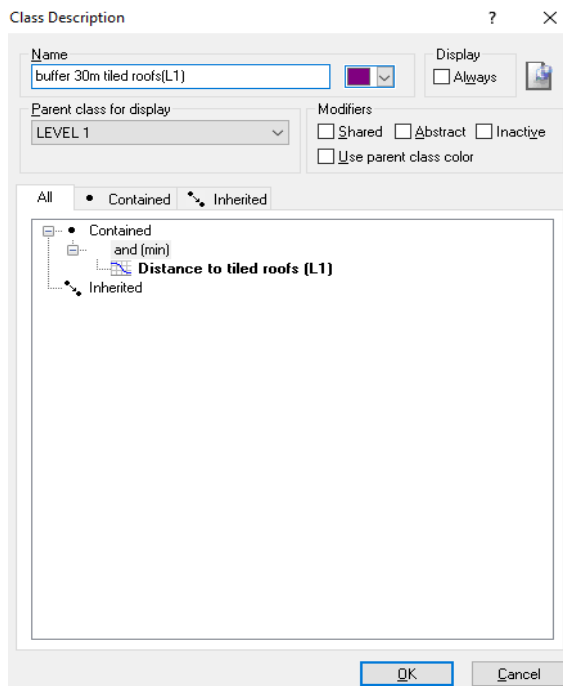 Class Description
?
Name
buffer 30m tiled roofs(L1)
Display
Always
Parent class for display
LEVEL 1
Modifiers
Shared Abstract Inactive
Use parent class color
All Contained Inherited
Contained
and (min)
Distance to tiled roofs (L1)
Inherited
OK Cancel